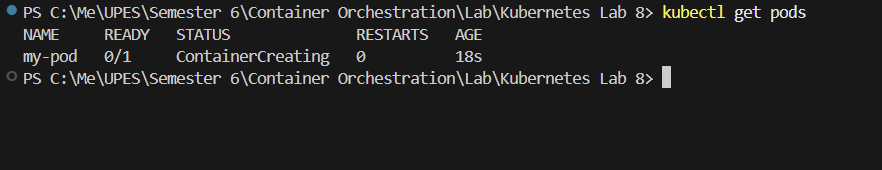 PS C:\Me\UPES\Semester 6\Container Orchestration\Lab\Kubernetes Lab 8> kubectl get pods
NAME     READY   STATUS              RESTARTS   AGE
my-pod   0/1     ContainerCreating   0          18s
PS C:\Me\UPES\Semester 6\Container Orchestration\Lab\Kubernetes Lab 8>